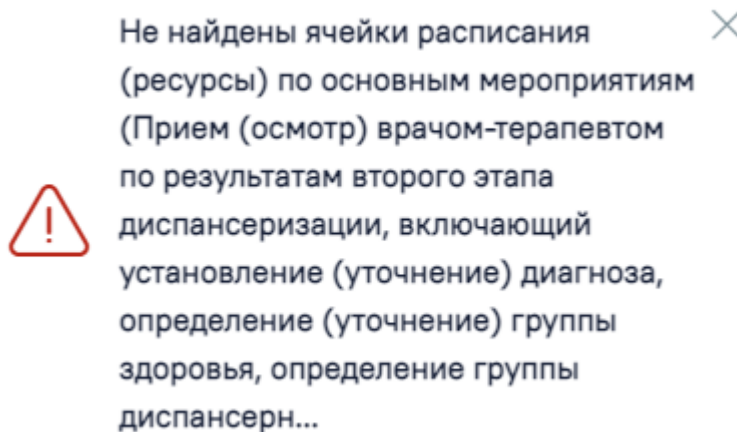 Не найдены ячейки расписания
(ресурсы) по основным мероприятиям
(Прием (осмотр) врачом-терапевтом
по результатам второго этапа
диспансеризации, включающий
установление (уточнение) диагноза,
определение (уточнение) группы
здоровья, определение группы
диспансерн...